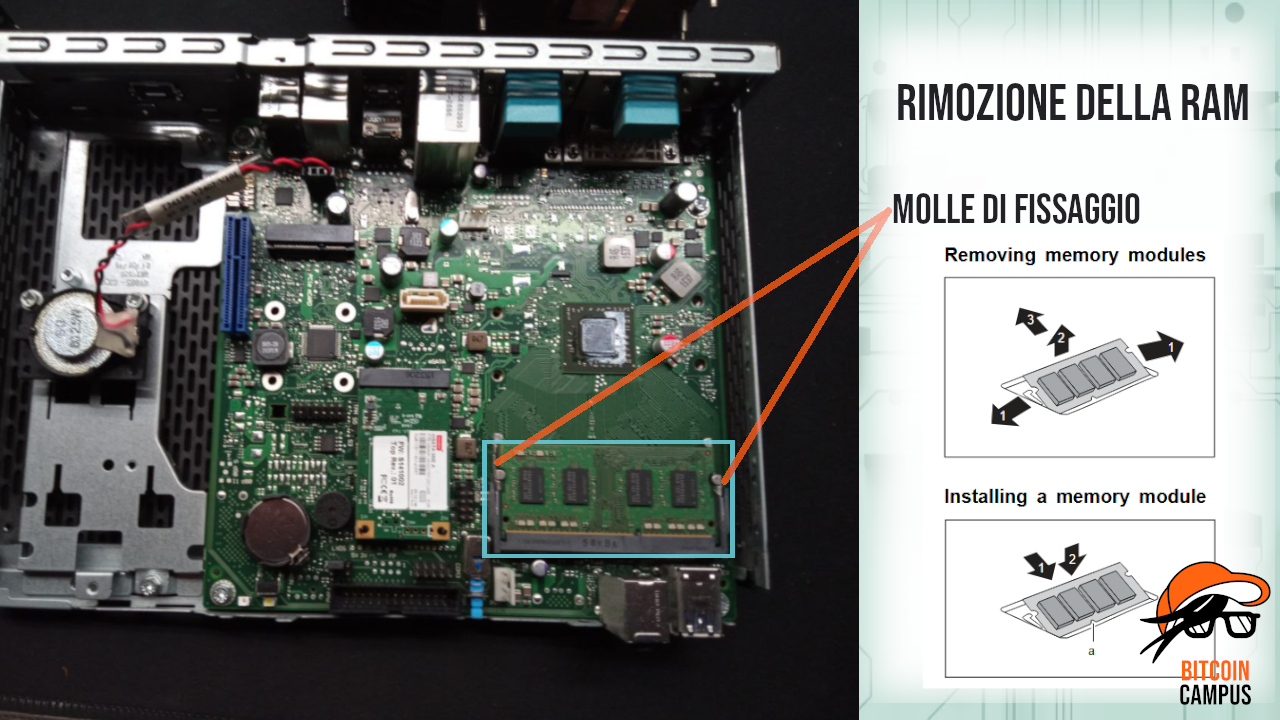 RIMOZIONE DELLA RAM
MOLLE DI FISSAGGIO
Removing memory modules
3
2
1
1
Installing a memory module
1
2
a
BITCOIN
CAMPUS